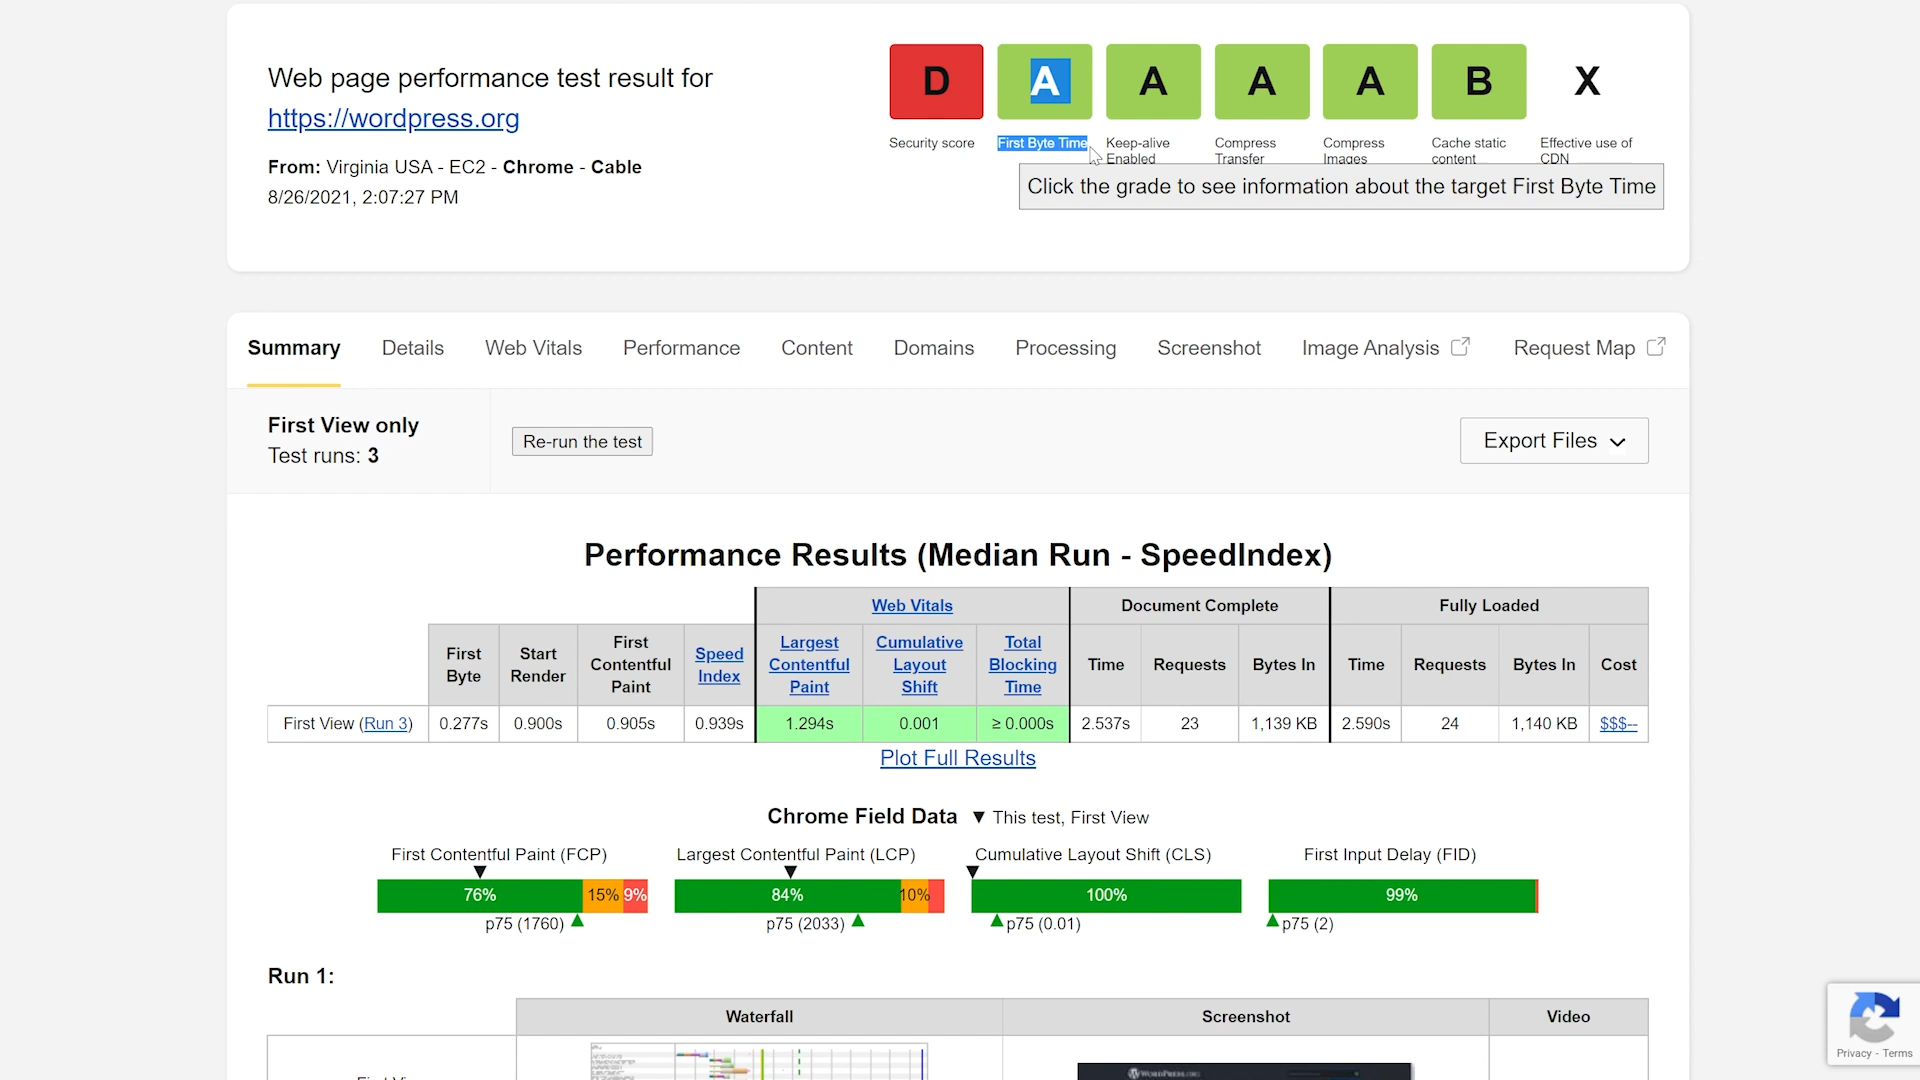 Web page performance test result for
https://wordpress.org
From: Virginia USA - EC2 - Chrome - Cable
8/26/2021, 2:07:27 PM
D
A
A
A
A
B
X
Security score
First Byte Time
Keep-alive
Enabled
Compress
Transfer
Compress
Images
Cache static
content
Effective use of
CDN
Click the grade to see information about the target First Byte Time
Summary
Details
Web Vitals
Performance
Content
Domains
Processing
Screenshot
Image Analysis
Request Map
First View only
Test runs: 3
Re-run the test
Export Files
Performance Results (Median Run - SpeedIndex)
Web Vitals
Document Complete
Fully Loaded
First
Byte
Start
Render
First
Contentful
Paint
Speed
Index
Largest
Contentful
Paint
Cumulative
Layout
Shift
Total
Blocking
Time
Time
Requests
Bytes In
Time
Requests
Bytes In
Cost
First View (Run 3)
0.277s
0.900s
0.905s
0.939s
1.294s
0.001
≥ 0.000s
2.537s
23
1,139 KB
2.590s
24
1,140 KB
$$$--
Plot Full Results
Chrome Field Data ▼ This test, First View
First Contentful Paint (FCP)
76%
15%
9%
p75 (1760)
Largest Contentful Paint (LCP)
84%
10%
p75 (2033)
Cumulative Layout Shift (CLS)
100%
p75 (0.01)
First Input Delay (FID)
99%
p75 (2)
Run 1:
Waterfall
Screenshot
Video
WORDPRESS.ORG
Privacy - Terms